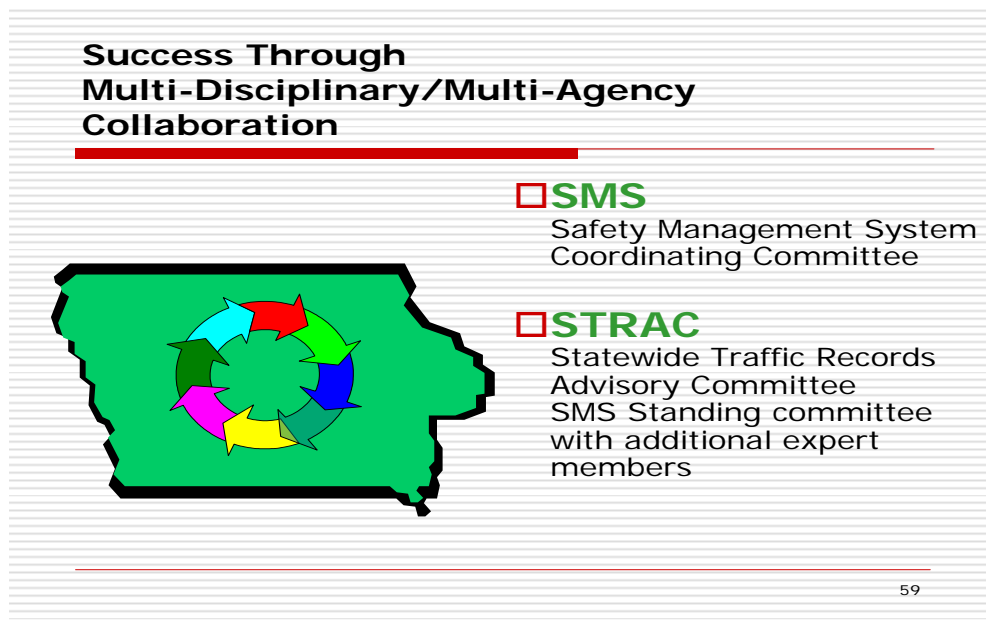 Success Through
Multi-Disciplinary/Multi-Agency
Collaboration
SMS
Safety Management System
Coordinating Committee
STRAC
Statewide Traffic Records
Advisory Committee
SMS Standing committee
with additional expert
members
59